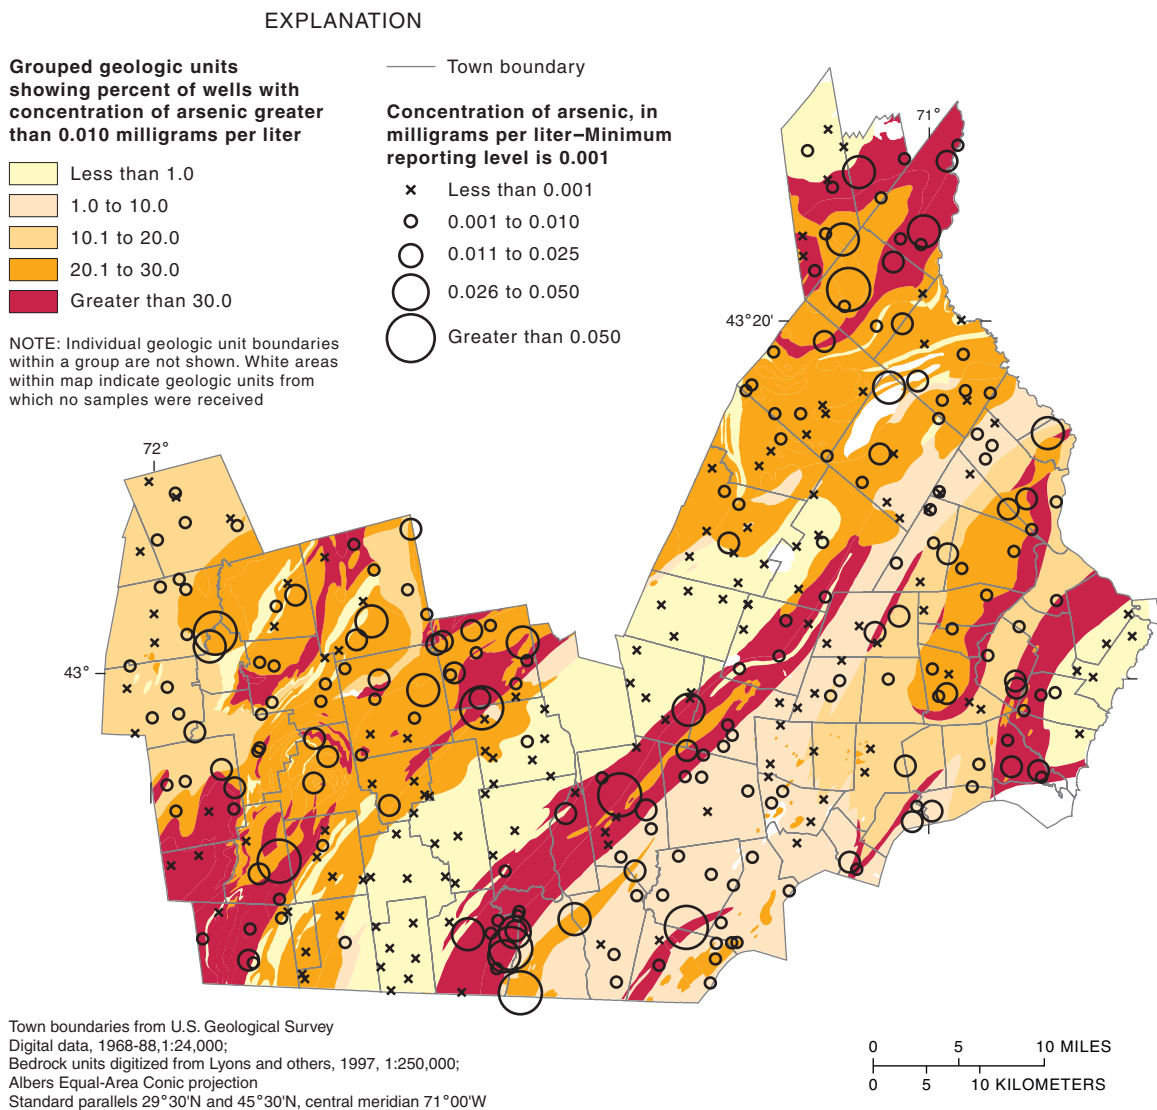 EXPLANATION
Grouped geologic units
showing percent of wells with
concentration of arsenic greater
than 0.010 milligrams per liter
Less than 1.0
1.0 to 10.0
10.1 to 20.0
20.1 to 30.0
Greater than 30.0
NOTE: Individual geologic unit boundaries
within a group are not shown. White areas
within map indicate geologic units from
which no samples were received
Town boundary
Concentration of arsenic, in
milligrams per liter–Minimum
reporting level is 0.001
Less than 0.001
0.001 to 0.010
0.011 to 0.025
0.026 to 0.050
Greater than 0.050
71°
43°20'
72°
43°
Town boundaries from U.S. Geological Survey
Digital data, 1968-88,1:24,000;
Bedrock units digitized from Lyons and others, 1997, 1:250,000;
Albers Equal-Area Conic projection
Standard parallels 29°30'N and 45°30'N, central meridian 71°00'W
0 5 10 MILES
0 5 10 KILOMETERS